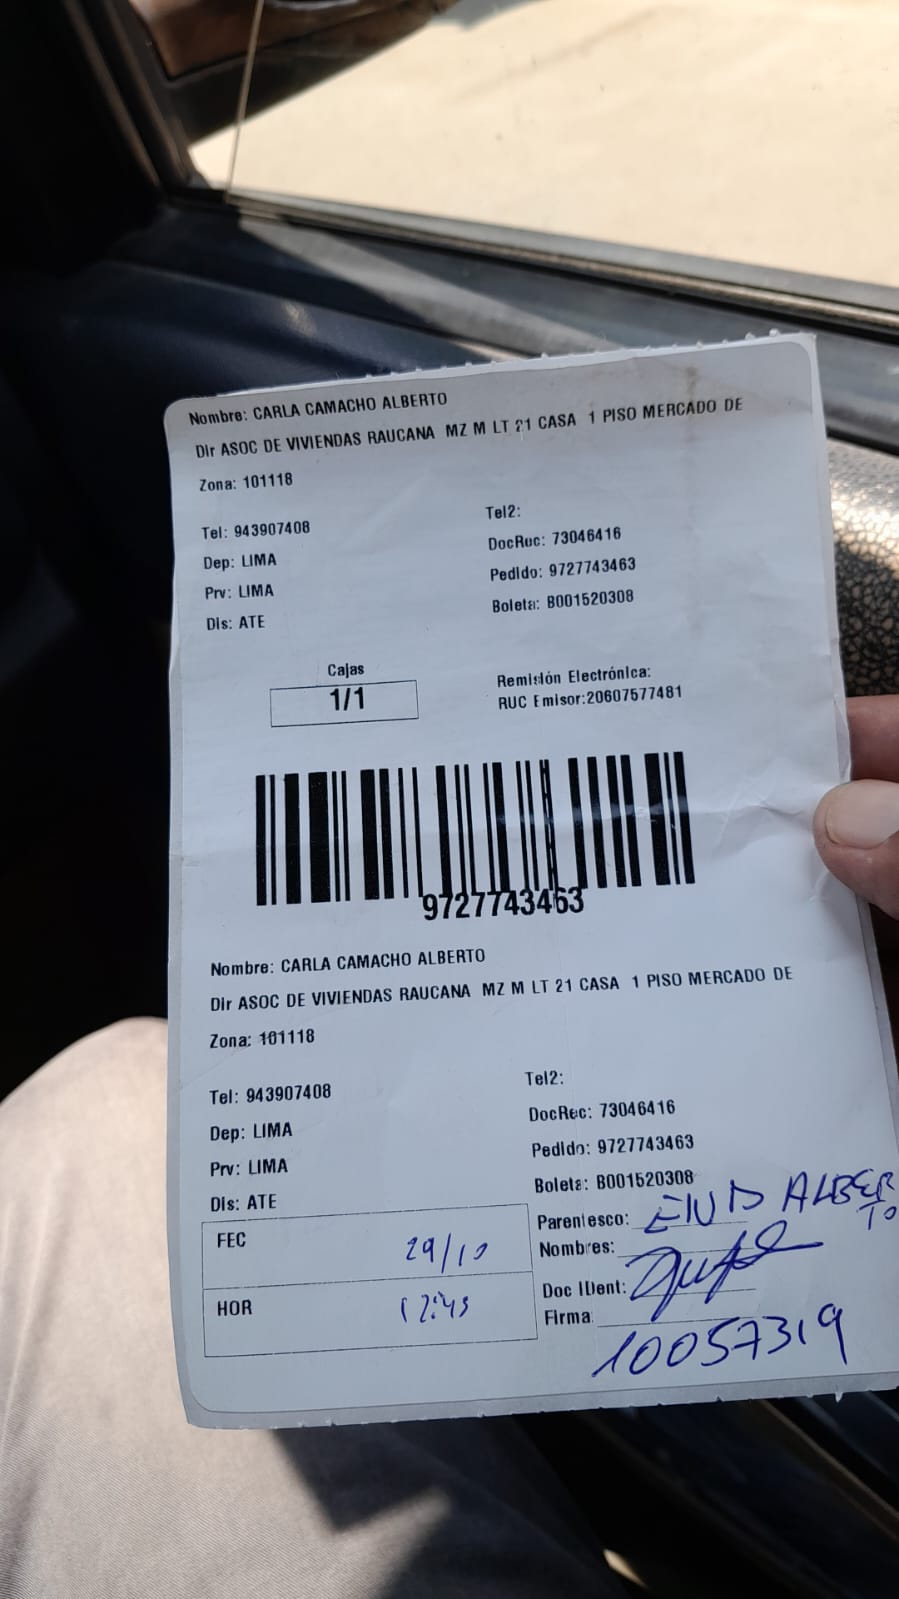 Nombre: CARLA CAMACHO ALBERTO
Dir ASOC DE VIVIENDAS RAUCANA MZ M LT 21 CASA 1 PISO MERCADO DE
Zona: 101118
Tel: 943907408
Tel2:
Dep: LIMA
DocRec: 73046416
Prv: LIMA
Pedido: 9727743463
Dis: ATE
Boleta: B001520308
Cajas
1/1
Remisión Electrónica:
RUC Emisor:20607577481
9727743463
Nombre: CARLA CAMACHO ALBERTO
Dir ASOC DE VIVIENDAS RAUCANA MZ M LT 21 CASA 1 PISO MERCADO DE
Zona: 101118
Tel: 943907408
Tel2:
Dep: LIMA
DocRec: 73046416
Prv: LIMA
Pedido: 9727743463
Dis: ATE
Boleta: B001520308
FEC 29/10
HOR 12:43
Parentesco: ALBERTO
Nombres:
Doc IDent:
Firma:
10057319